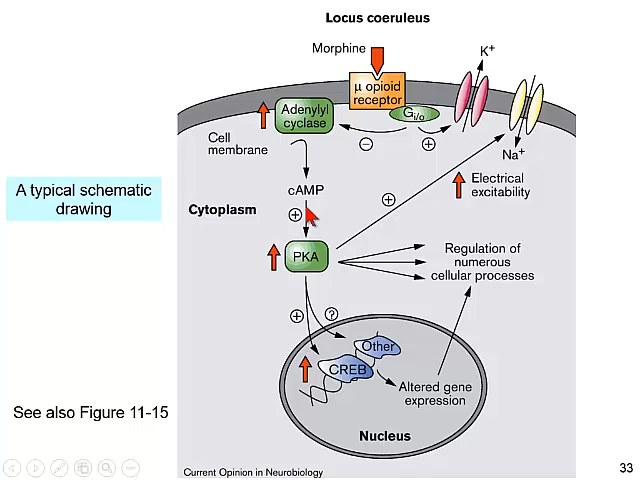 Locus coeruleus
Morphine
K+
μ opioid
receptor
Adenylyl
cyclase
Gi/o
Cell
membrane
−
+
Na+
Electrical
excitability
A typical schematic
drawing
cAMP
+
Cytoplasm
+
PKA
Regulation of
numerous
cellular processes
+
?
Other
CREB
Altered gene
expression
See also Figure 11-15
Nucleus
Current Opinion in Neurobiology
33